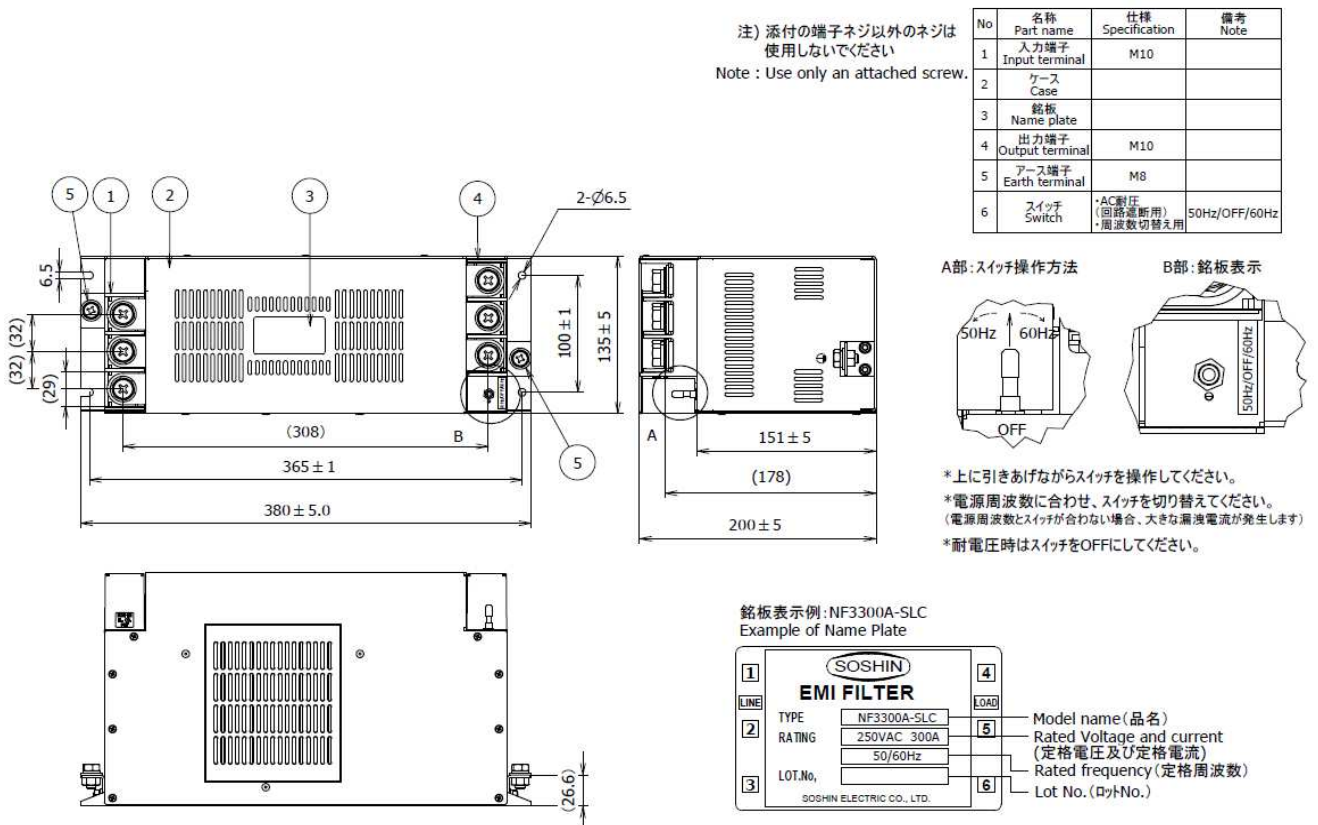 注) 添付の端子ネジ以外のネジは
使用しないでください
Note : Use only an attached screw.
No 名称 Part name 仕様 Specification 備考 Note
1 入力端子 Input terminal M10
2 ケース Case
3 銘板 Name plate
4 出力端子 Output terminal M10
5 アース端子 Earth terminal M8
6 スイッチ Switch ・AC耐圧 (回路遮断用) ・周波数切替え用 50Hz/OFF/60Hz
5
1
2
3
4
2-Ø6.5
6.5
(32)
(32)
(29)
100±1
135±5
(308)
B
365±1
5
380±5.0
A
151±5
(178)
200±5
A部:スイッチ操作方法
50Hz
60Hz
OFF
B部:銘板表示
50Hz/OFF/60Hz
*上に引きあげながらスイッチを操作してください。
*電源周波数に合わせ、スイッチを切り替えてください。
(電源周波数とスイッチが合わない場合、大きな漏洩電流が発生します)
*耐電圧時はスイッチをOFFにしてください。
(26.6)
銘板表示例:NF3300A-SLC
Example of Name Plate
SOSHIN
EMI FILTER
1
LINE
2
3
4
LOAD
5
6
TYPE NF3300A-SLC
RATING 250VAC 300A
50/60Hz
LOT.No,
SOSHIN ELECTRIC CO., LTD.
Model name(品名)
Rated Voltage and current
(定格電圧及び定格電流)
Rated frequency(定格周波数)
Lot No.(ロットNo.)